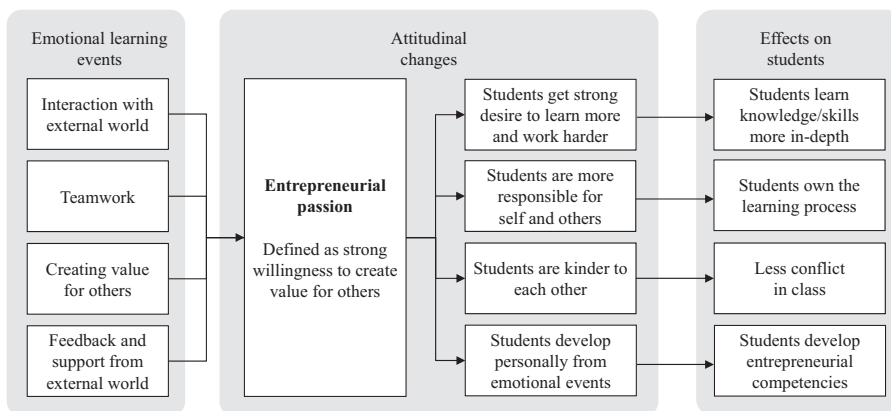 Emotional learning
events
Interaction with
external world
Teamwork
Creating value
for others
Feedback and
support from
external world
Attitudinal
changes
Entrepreneurial
passion
Defined as strong
willingness to create
value for others
Students get strong
desire to learn more
and work harder
Students are more
responsible for
self and others
Students are kinder to
each other
Students develop
personally from
emotional events
Effects on
students
Students learn
knowledge/skills
more in-depth
Students own the
learning process
Less conflict
in class
Students develop
entrepreneurial
competencies